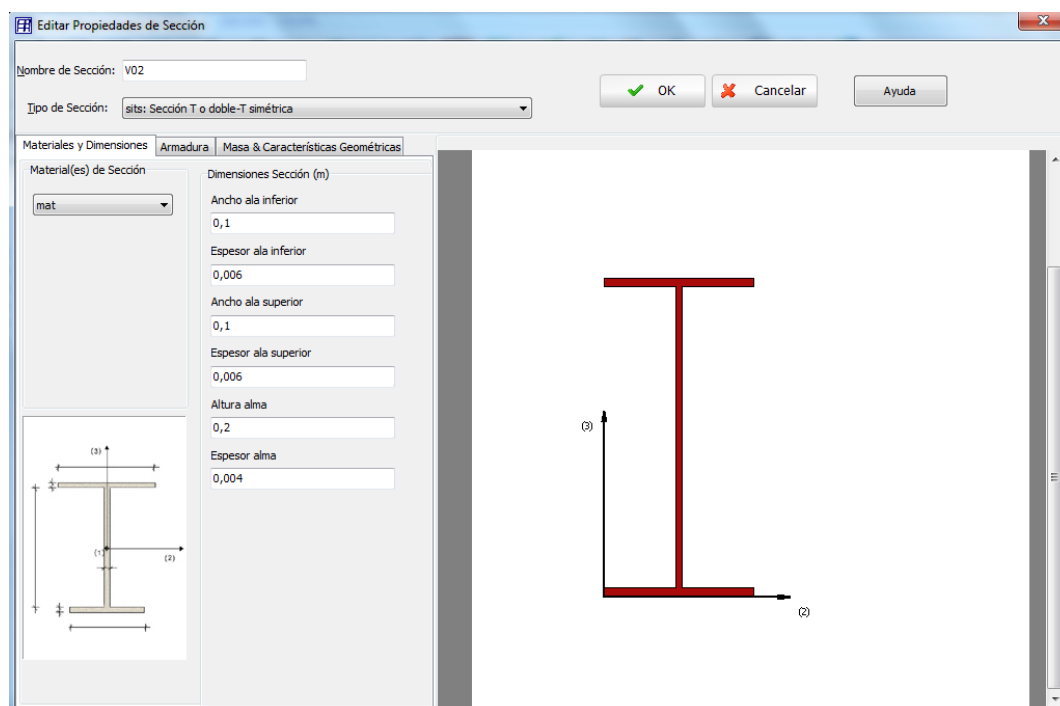 Editar Propiedades de Sección
x
Nombre de Sección: V02
OK
Cancelar
Ayuda
Tipo de Sección: sits: Sección T o doble-T simétrica
Materiales y Dimensiones
Armadura
Masa & Características Geométricas
Material(es) de Sección
mat
Dimensiones Sección (m)
Ancho ala inferior
0,1
Espesor ala inferior
0,006
Ancho ala superior
0,1
Espesor ala superior
0,006
Altura alma
0,2
Espesor alma
0,004
(3)
(1)
(2)
(3)
(2)